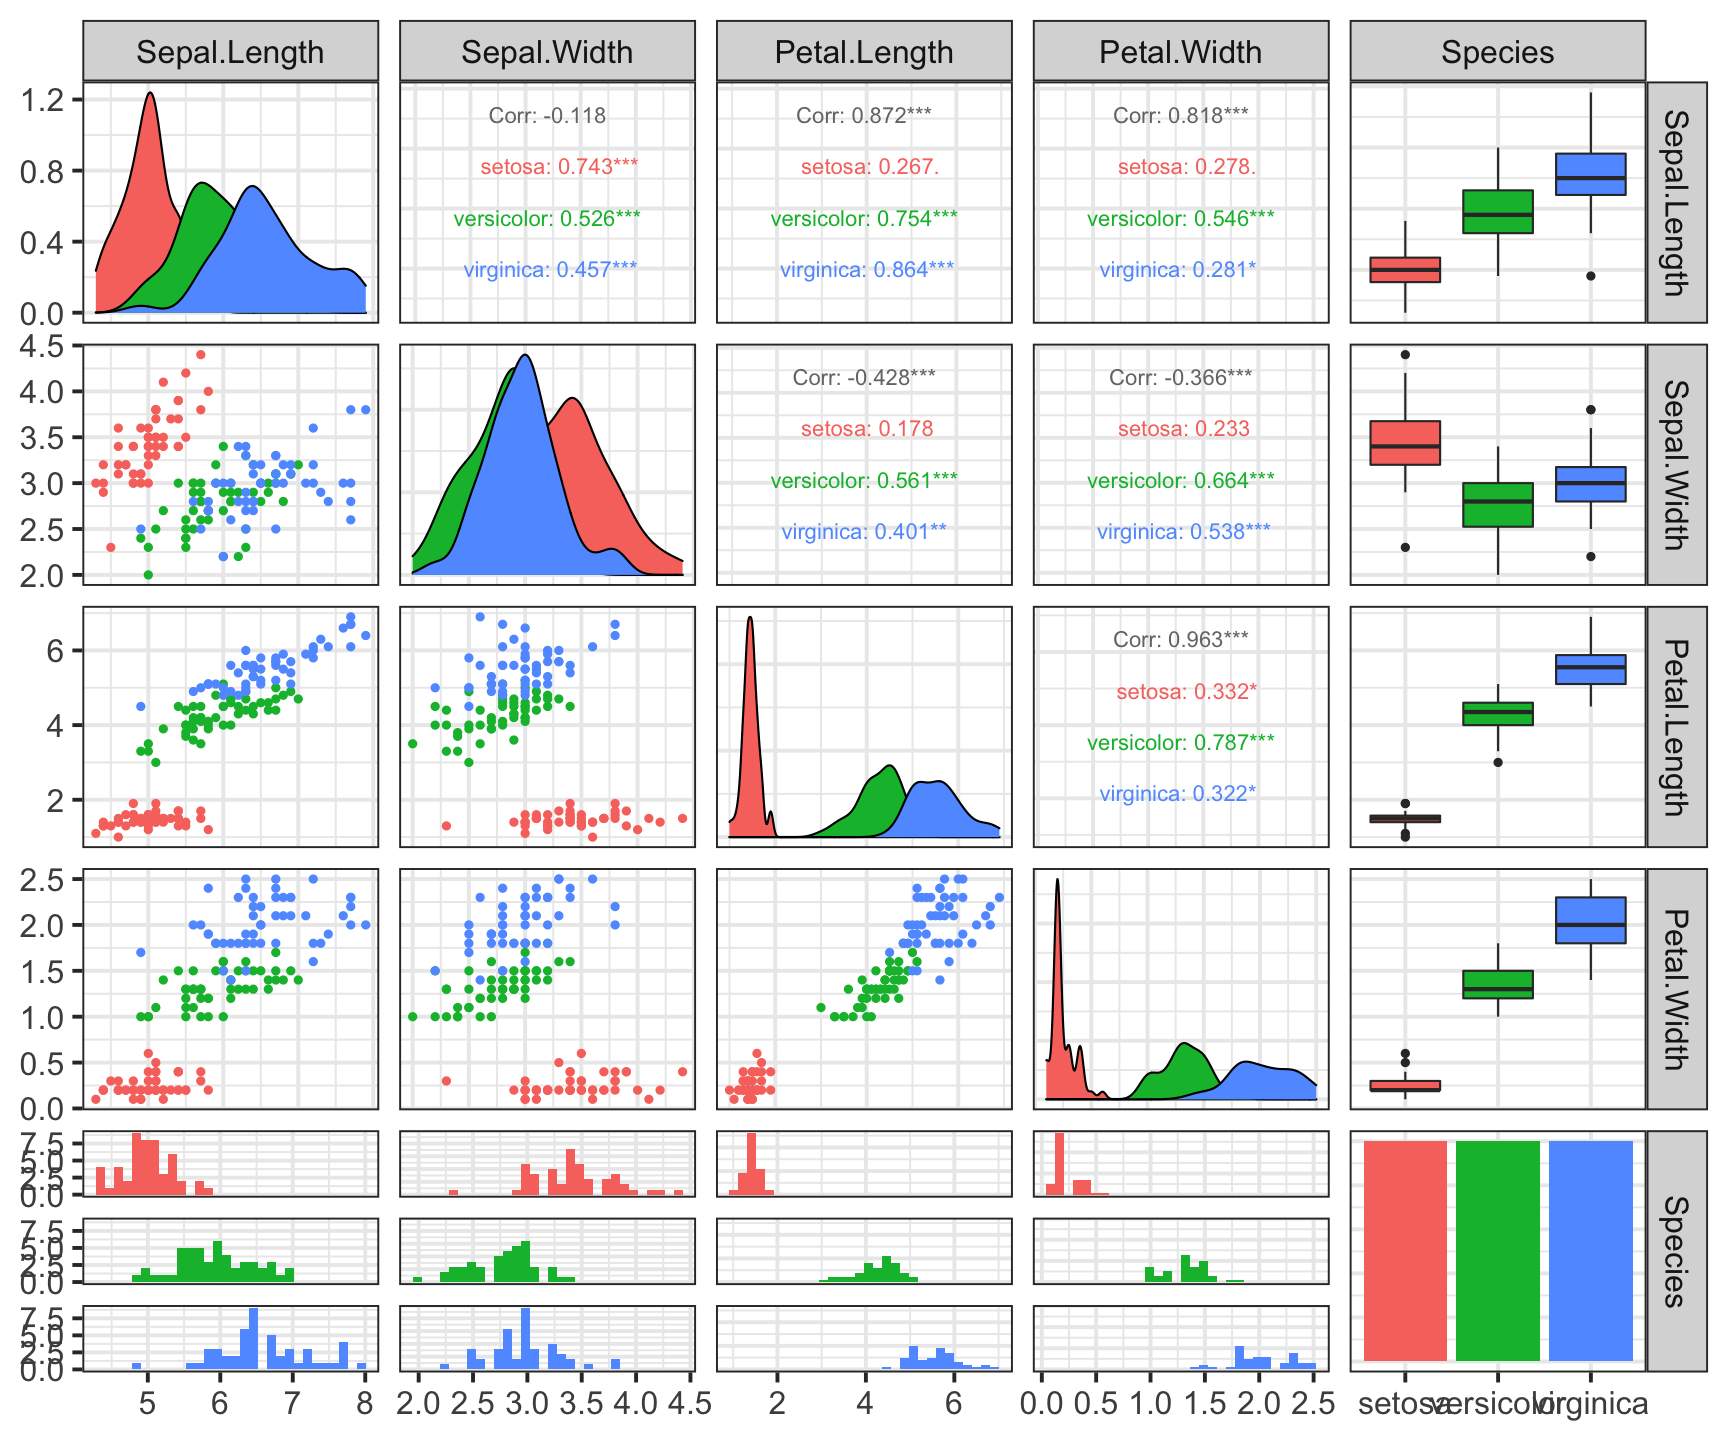 Sepal.Length Sepal.Width Petal.Length Petal.Width Species
1.2
0.8
0.4
0.0
Corr: -0.118
setosa: 0.743***
versicolor: 0.526***
virginica: 0.457***
Corr: 0.872***
setosa: 0.267.
versicolor: 0.754***
virginica: 0.864***
Corr: 0.818***
setosa: 0.278.
versicolor: 0.546***
virginica: 0.281*
Sepal.Length
4.5
4.0
3.5
3.0
2.5
2.0
Corr: -0.428***
setosa: 0.178
versicolor: 0.561***
virginica: 0.401**
Corr: -0.366***
setosa: 0.233
versicolor: 0.664***
virginica: 0.538***
Sepal.Width
6
4
2
Corr: 0.963***
setosa: 0.332*
versicolor: 0.787***
virginica: 0.322*
Petal.Length
2.5
2.0
1.5
1.0
0.5
0.0
Petal.Width
7.5
5.0
2.5
0.0
7.5
5.0
2.5
0.0
7.5
5.0
2.5
0.0
Species
5 6 7 8
2.0 2.5 3.0 3.5 4.0 4.5
2 4 6
0.0 0.5 1.0 1.5 2.0 2.5
setosa versicolor virginica